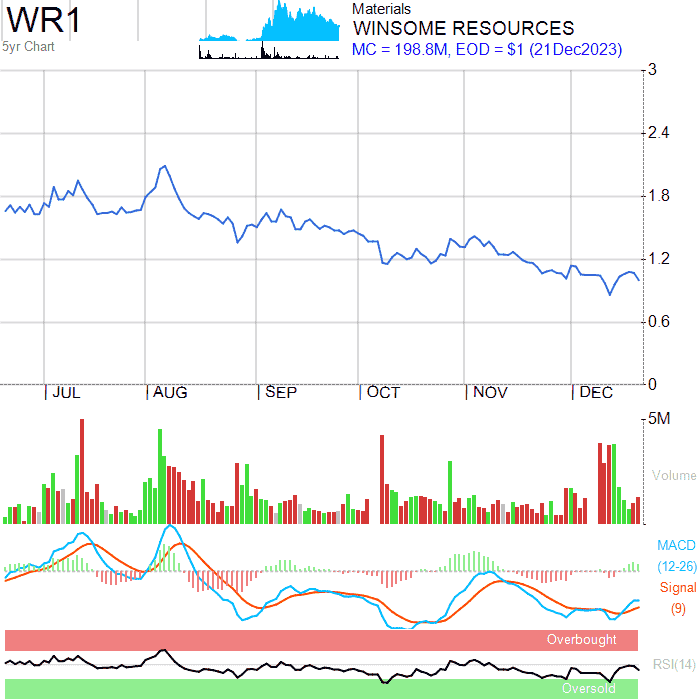 WR1
5yr Chart
Materials
WINSOME RESOURCES
MC = 198.8M, EOD = $1 (21Dec2023)
3
2.4
1.8
1.2
0.6
0
JUL AUG SEP OCT NOV DEC
5M
Volume
MACD
(12-26)
Signal
(9)
Overbought
RSI(14)
Oversold